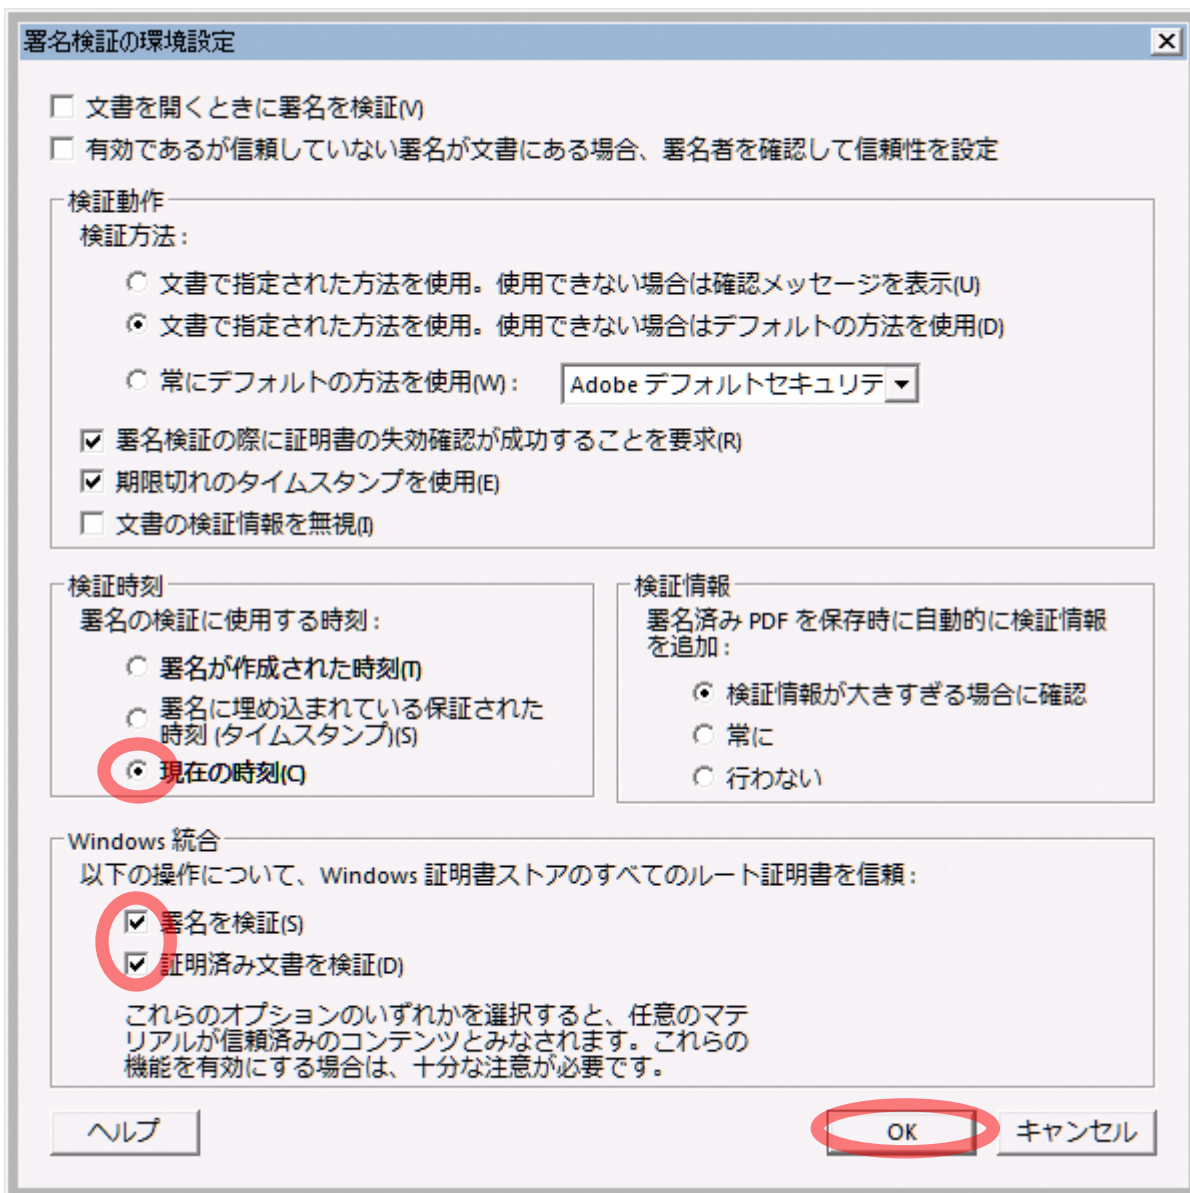 署名検証の環境設定
文書を開くときに署名を検証(V)
有効であるが信頼していない署名が文書にある場合、署名者を確認して信頼性を設定
検証動作
検証方法:
文書で指定された方法を使用。使用できない場合は確認メッセージを表示(U)
文書で指定された方法を使用。使用できない場合はデフォルトの方法を使用(D)
常にデフォルトの方法を使用(W): Adobe デフォルトセキュリテ
署名検証の際に証明書の失効確認が成功することを要求(R)
期限切れのタイムスタンプを使用(E)
文書の検証情報を無視(I)
検証時刻
署名の検証に使用する時刻:
署名が作成された時刻(T)
署名に埋め込まれている保証された
時刻 (タイムスタンプ)(S)
現在の時刻(C)
検証情報
署名済み PDF を保存時に自動的に検証情報
を追加:
検証情報が大きすぎる場合に確認
常に
行わない
Windows 統合
以下の操作について、Windows 証明書ストアのすべてのルート証明書を信頼:
署名を検証(S)
証明済み文書を検証(D)
これらのオプションのいずれかを選択すると、任意のマテ
リアルが信頼済みのコンテンツとみなされます。これらの
機能を有効にする場合は、十分な注意が必要です。
ヘルプ OK キャンセル